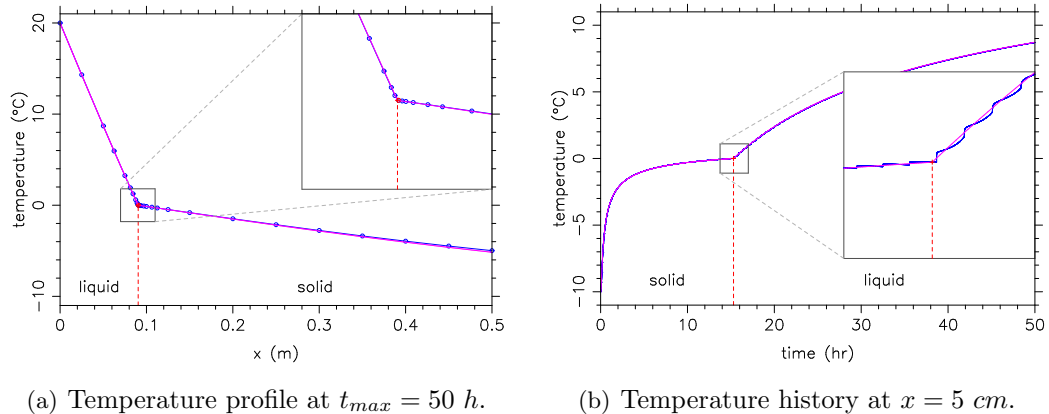 20
10
0
−10
temperature (°C)
liquid
solid
0
0.1
0.2
0.3
0.4
0.5
x (m)
10
5
0
−5
−10
temperature (°C)
solid
liquid
0
10
20
30
40
50
time (hr)
(a) Temperature profile at tmax = 50 h.
(b) Temperature history at x = 5 cm.